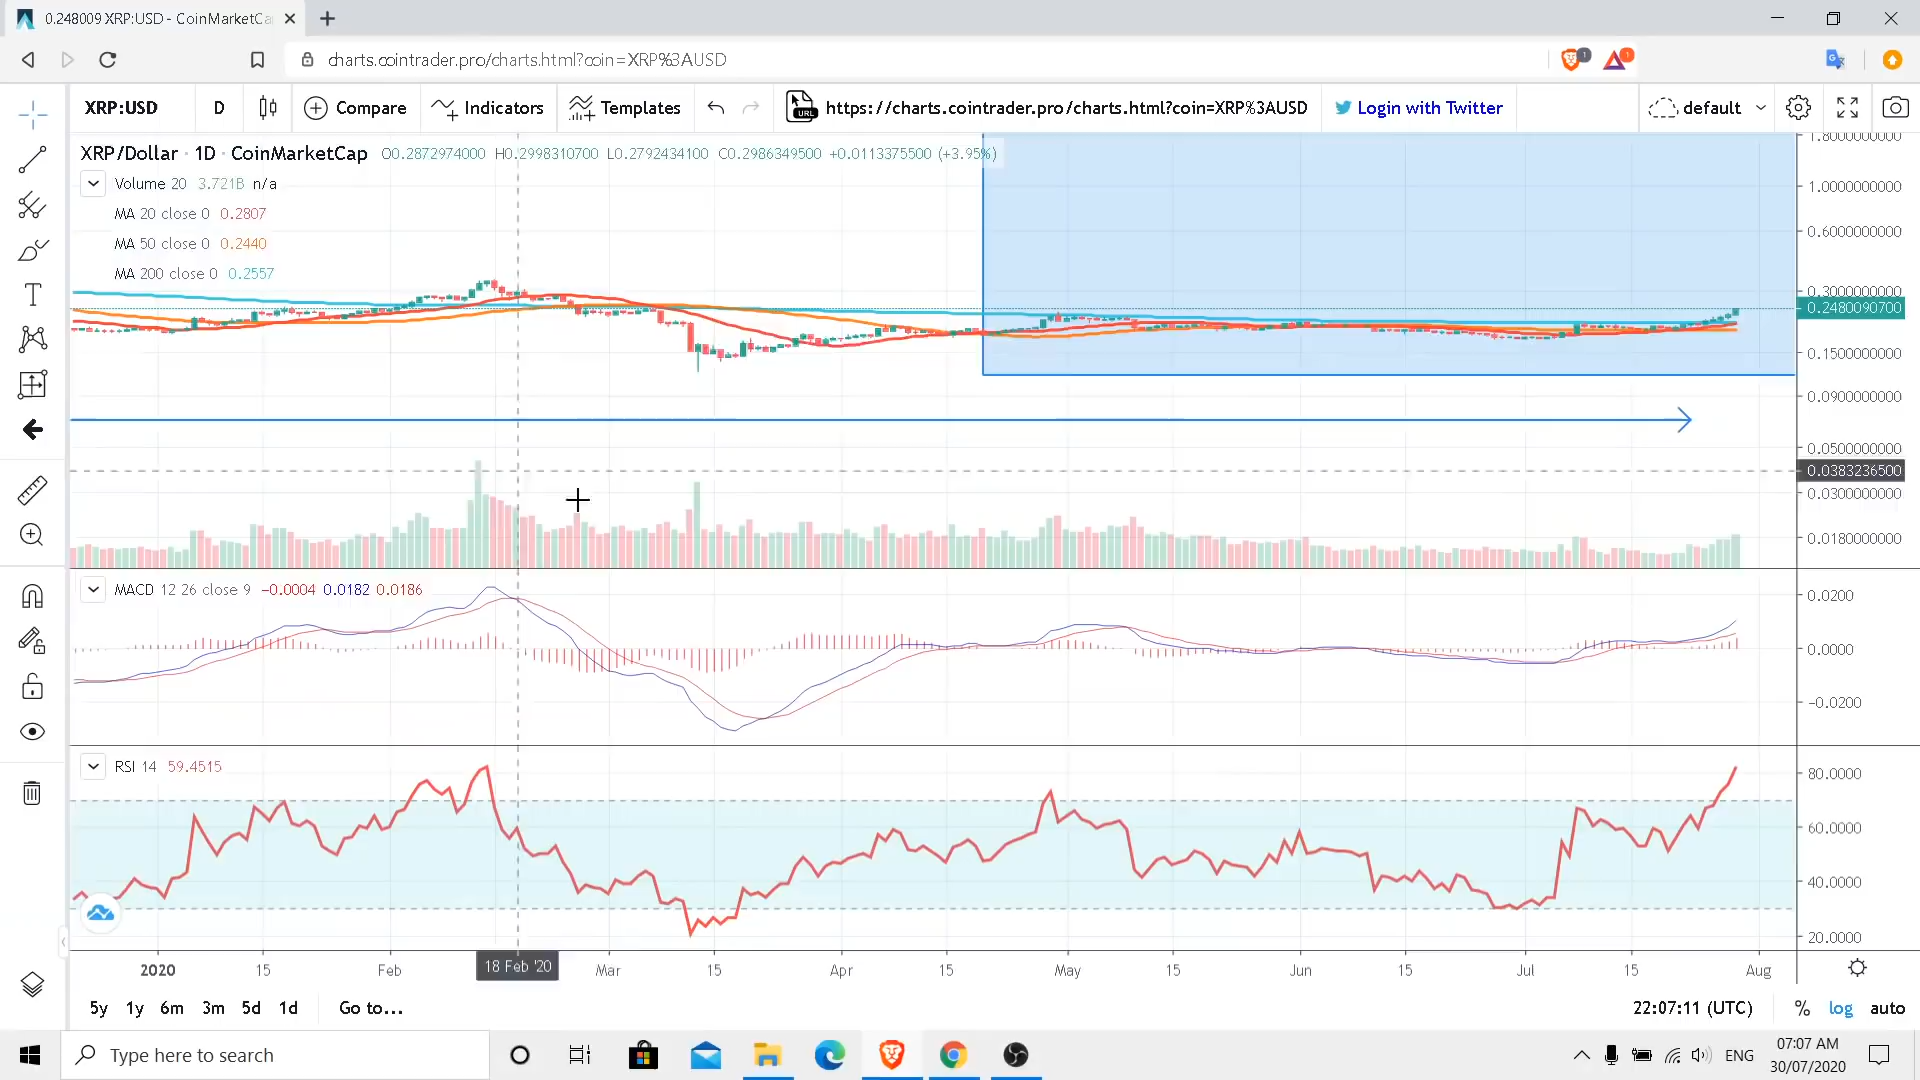 0.248009 XRP:USD - CoinMarketCa
charts.cointrader.pro/charts.html?coin=XRP%3AUSD
1
1
XRP:USD
D
Compare
Indicators
Templates
URL
https://charts.cointrader.pro/charts.html?coin=XRP%3AUSD
Login with Twitter
default
XRP/Dollar · 1D · CoinMarketCap O0.2872974000 H0.2998310700 L0.2792434100 C0.2986349500 +0.0113375500 (+3.95%)
Volume 20 3.721B n/a
MA 20 close 0 0.2807
MA 50 close 0 0.2440
MA 200 close 0 0.2557
1.8000000000
1.0000000000
0.6000000000
0.3000000000
0.2480090700
0.1500000000
0.0900000000
0.0500000000
0.0383236500
0.0300000000
0.0180000000
MACD 12 26 close 9 −0.0004 0.0182 0.0186
0.0200
0.0000
−0.0200
RSI 14 59.4515
80.0000
60.0000
40.0000
20.0000
2020 15 Feb 18 Feb '20 Mar 15 Apr 15 May 15 Jun 15 Jul 15 Aug
5y 1y 6m 3m 5d 1d Go to...
22:07:11 (UTC) % log auto
Type here to search
ENG
07:07 AM
30/07/2020